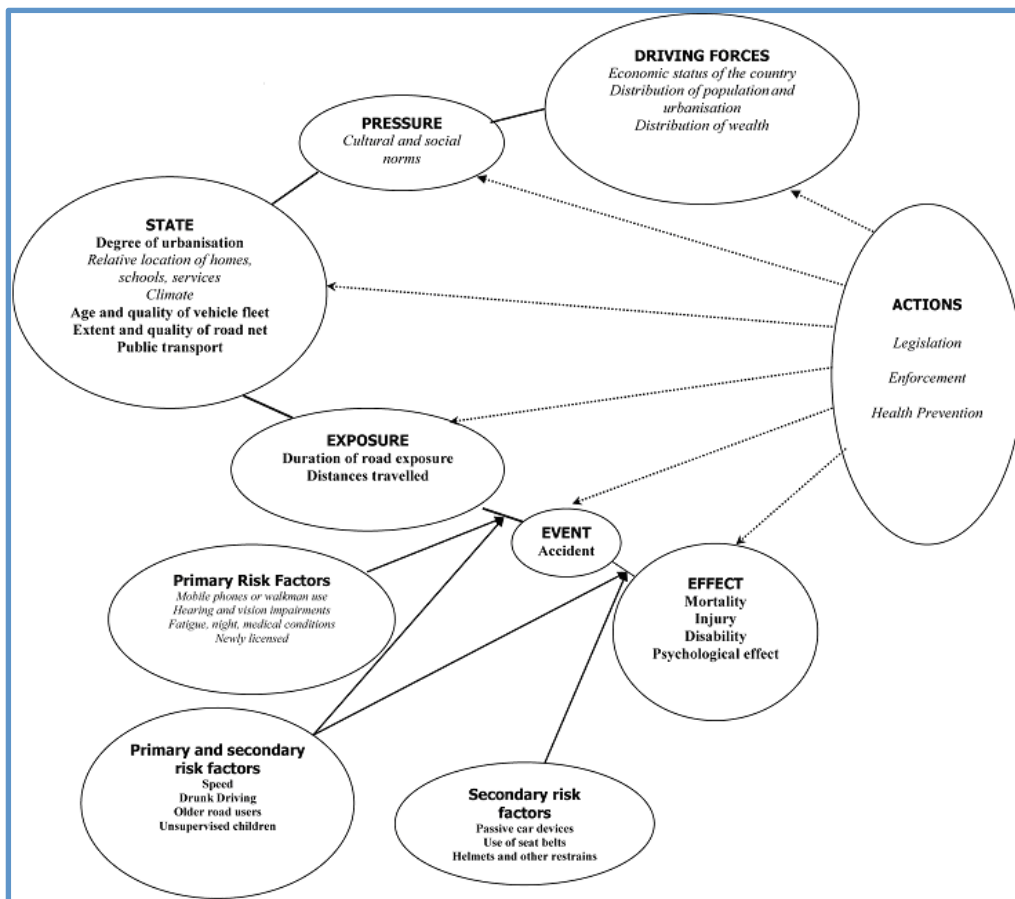 DRIVING FORCES
Economic status of the country
Distribution of population and
urbanisation
Distribution of wealth
PRESSURE
Cultural and social
norms
STATE
Degree of urbanisation
Relative location of homes,
schools, services
Climate
Age and quality of vehicle fleet
Extent and quality of road net
Public transport
ACTIONS
Legislation
Enforcement
Health Prevention
EXPOSURE
Duration of road exposure
Distances travelled
EVENT
Accident
Primary Risk Factors
Mobile phones or walkman use
Hearing and vision impairments
Fatigue, night, medical conditions
Newly licensed
EFFECT
Mortality
Injury
Disability
Psychological effect
Primary and secondary
risk factors
Speed
Drunk Driving
Older road users
Unsupervised children
Secondary risk
factors
Passive car devices
Use of seat belts
Helmets and other restrains